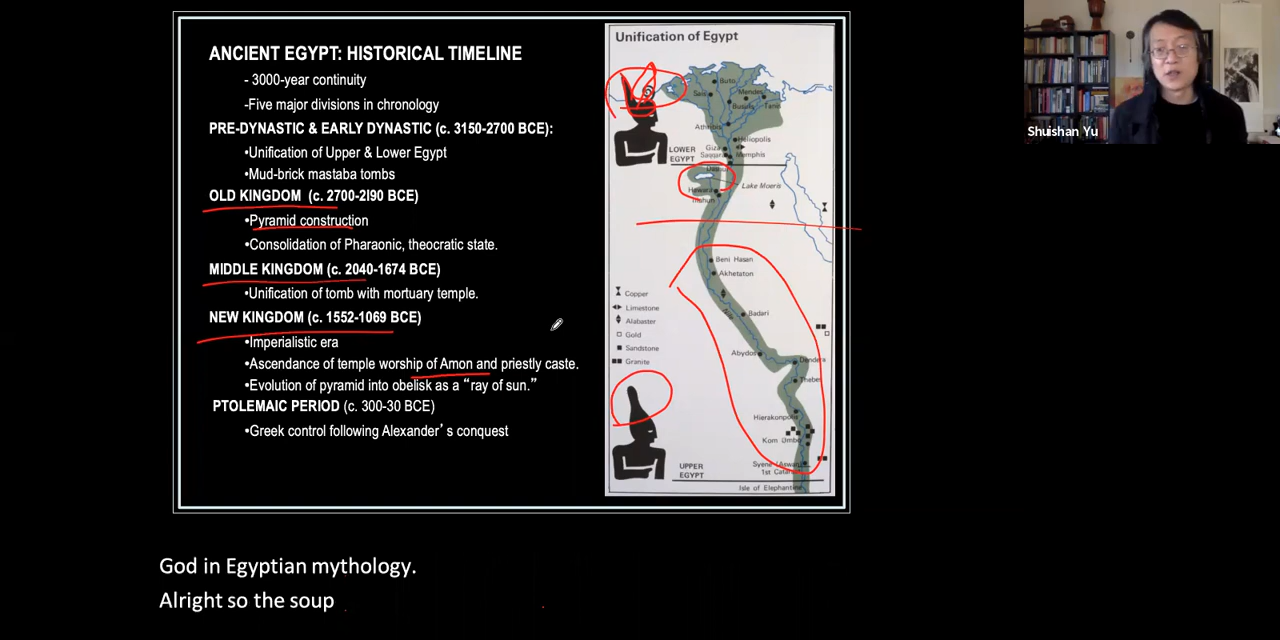 ANCIENT EGYPT: HISTORICAL TIMELINE
- 3000-year continuity
-Five major divisions in chronology
PRE-DYNASTIC & EARLY DYNASTIC (c. 3150-2700 BCE):
•Unification of Upper & Lower Egypt
•Mud-brick mastaba tombs
OLD KINGDOM (c. 2700-2I90 BCE)
•Pyramid construction
•Consolidation of Pharaonic, theocratic state.
MIDDLE KINGDOM (c. 2040-1674 BCE)
•Unification of tomb with mortuary temple.
NEW KINGDOM (c. 1552-1069 BCE)
•Imperialistic era
•Ascendance of temple worship of Amon and priestly caste.
•Evolution of pyramid into obelisk as a “ray of sun.”
PTOLEMAIC PERIOD (c. 300-30 BCE)
•Greek control following Alexander’s conquest
Unification of Egypt
Buto
Sais
Mendes
Busiris
Tanis
Athribis
Heliopolis
Giza
Saqqara
Memphis
LOWER
EGYPT
Dashur
Lake Moeris
Hawara
Illahun
Beni Hasen
Akhetaton
Nile
Badari
Abydos
Dendera
Thebes
Hierakonpolis
Kom Ombo
Syene (Aswan)
1st Cataract
Isle of Elephantine
Copper
Limestone
Alabaster
Gold
Sandstone
Granite
UPPER
EGYPT
Shuishan Yu
God in Egyptian mythology.
Alright so the soup